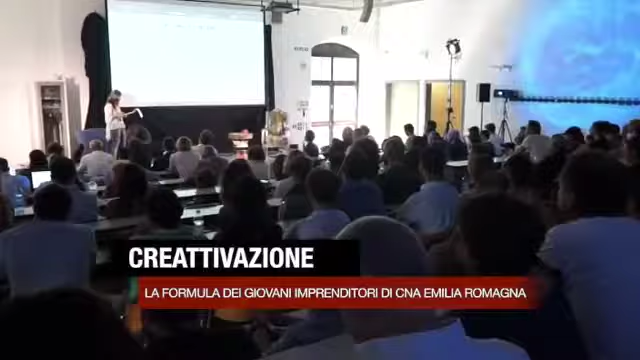 CREATTIVAZIONE
LA FORMULA DEI GIOVANI IMPRENDITORI DI CNA EMILIA ROMAGNA